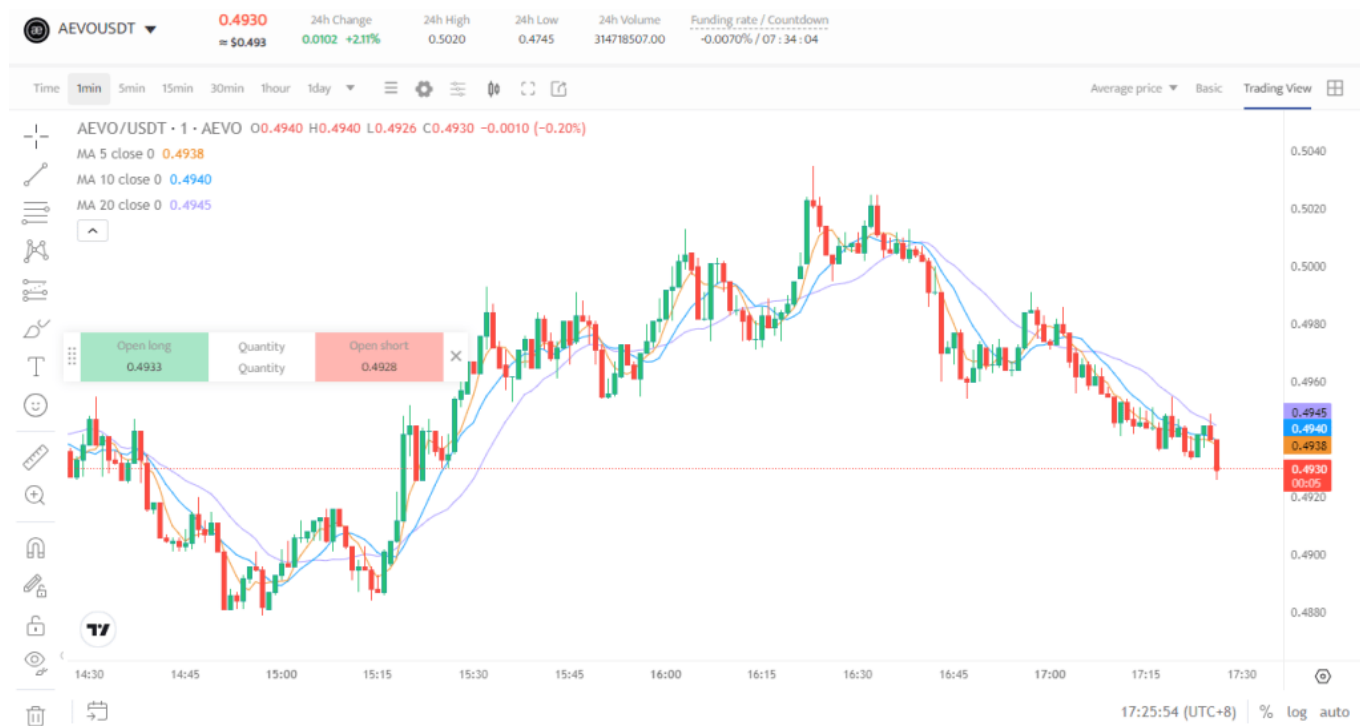 AEVOUSDT
0.4930
≈ $0.493
24h Change
0.0102 +2.11%
24h High
0.5020
24h Low
0.4745
24h Volume
314718507.00
Funding rate / Countdown
-0.0070% / 07 : 34 : 04
Time 1min 5min 15min 30min 1hour 1day
Average price Basic Trading View
AEVO/USDT · 1 · AEVO O0.4940 H0.4940 L0.4926 C0.4930 −0.0010 (−0.20%)
MA 5 close 0 0.4938
MA 10 close 0 0.4940
MA 20 close 0 0.4945
Open long
0.4933
Quantity
Quantity
Open short
0.4928
0.5040
0.5020
0.5000
0.4980
0.4960
0.4945
0.4940
0.4938
0.4930
00:05
0.4920
0.4900
0.4880
14:30 14:45 15:00 15:15 15:30 15:45 16:00 16:15 16:30 16:45 17:00 17:15 17:30
17:25:54 (UTC+8) % log auto